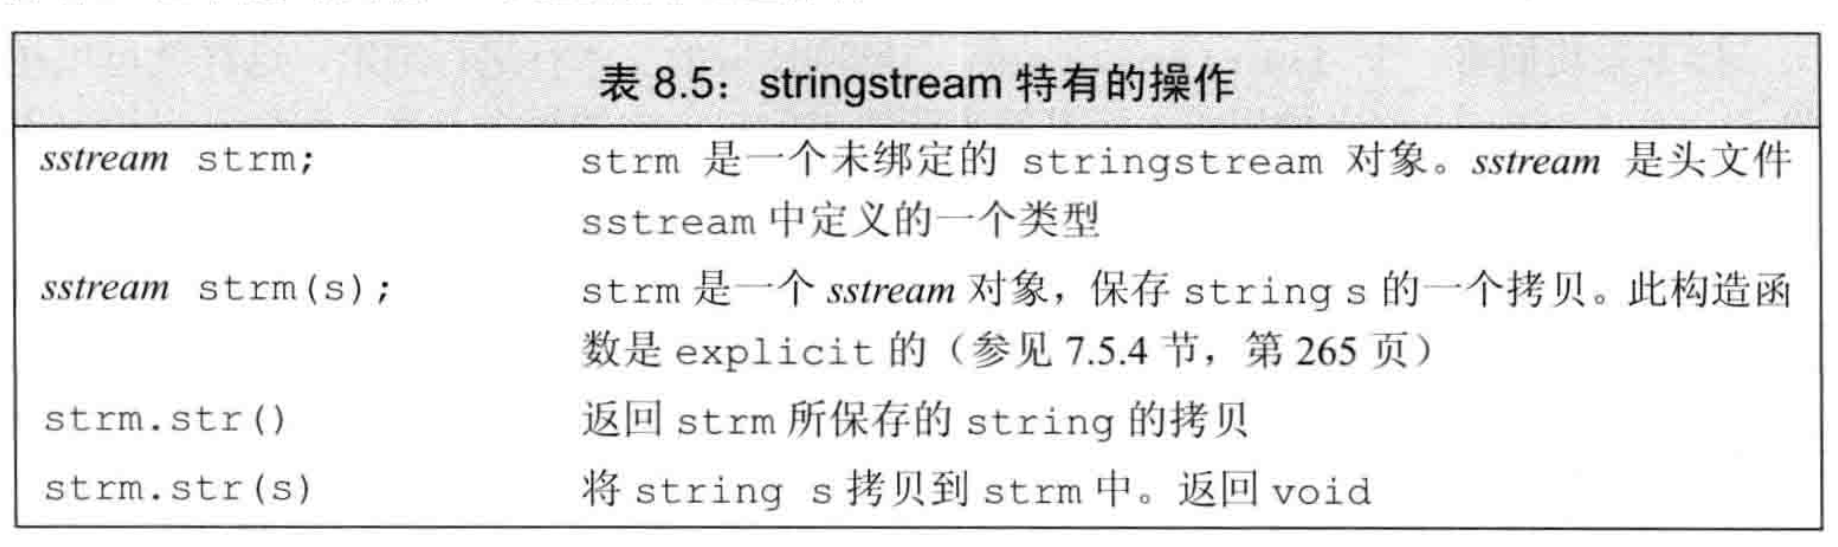 表 8.5：stringstream 特有的操作
sstream strm; strm 是一个未绑定的 stringstream 对象。sstream 是头文件
sstream 中定义的一个类型
sstream strm(s); strm 是一个 sstream 对象，保存 string s 的一个拷贝。此构造函
数是 explicit 的（参见 7.5.4 节，第 265 页）
strm.str() 返回 strm 所保存的 string 的拷贝
strm.str(s) 将 string s 拷贝到 strm 中。返回 void